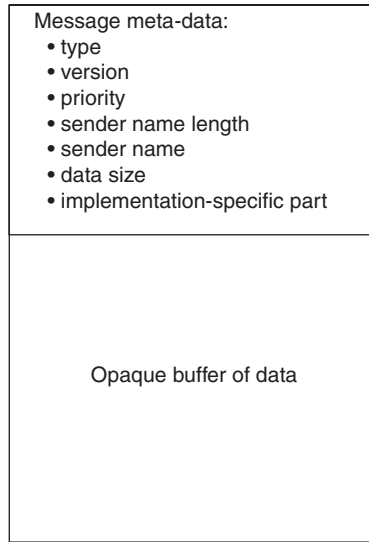 Message meta-data:
• type
• version
• priority
• sender name length
• sender name
• data size
• implementation-specific part
Opaque buffer of data